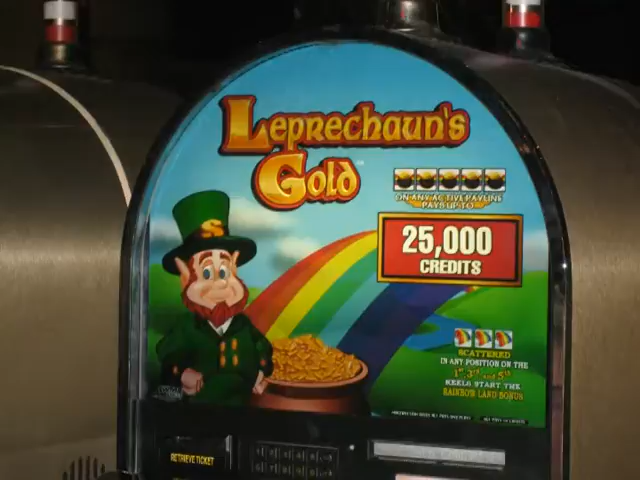 Leprechaun's
Gold
ON ANY ACTIVE PAYLINE
PAYS UP TO
25,000
CREDITS
S
SCATTERED
IN ANY POSITION ON THE
1st, 3rd and 5th
REELS START THE
RAINBOW LAND BONUS
RETRIEVE TICKET